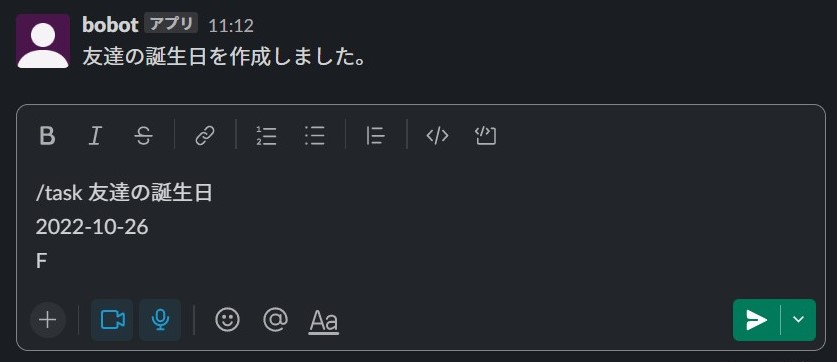 bobot アプリ 11:12
友達の誕生日を作成しました。
B I S
/task 友達の誕生日
2022-10-26
F
@ Aa